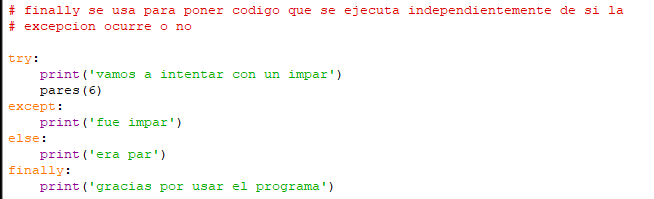 # finally se usa para poner codigo que se ejecuta independientemente de si la
# excepcion ocurre o no
try:
    print('vamos a intentar con un impar')
    pares(6)
except:
    print('fue impar')
else:
    print('era par')
finally:
    print('gracias por usar el programa')